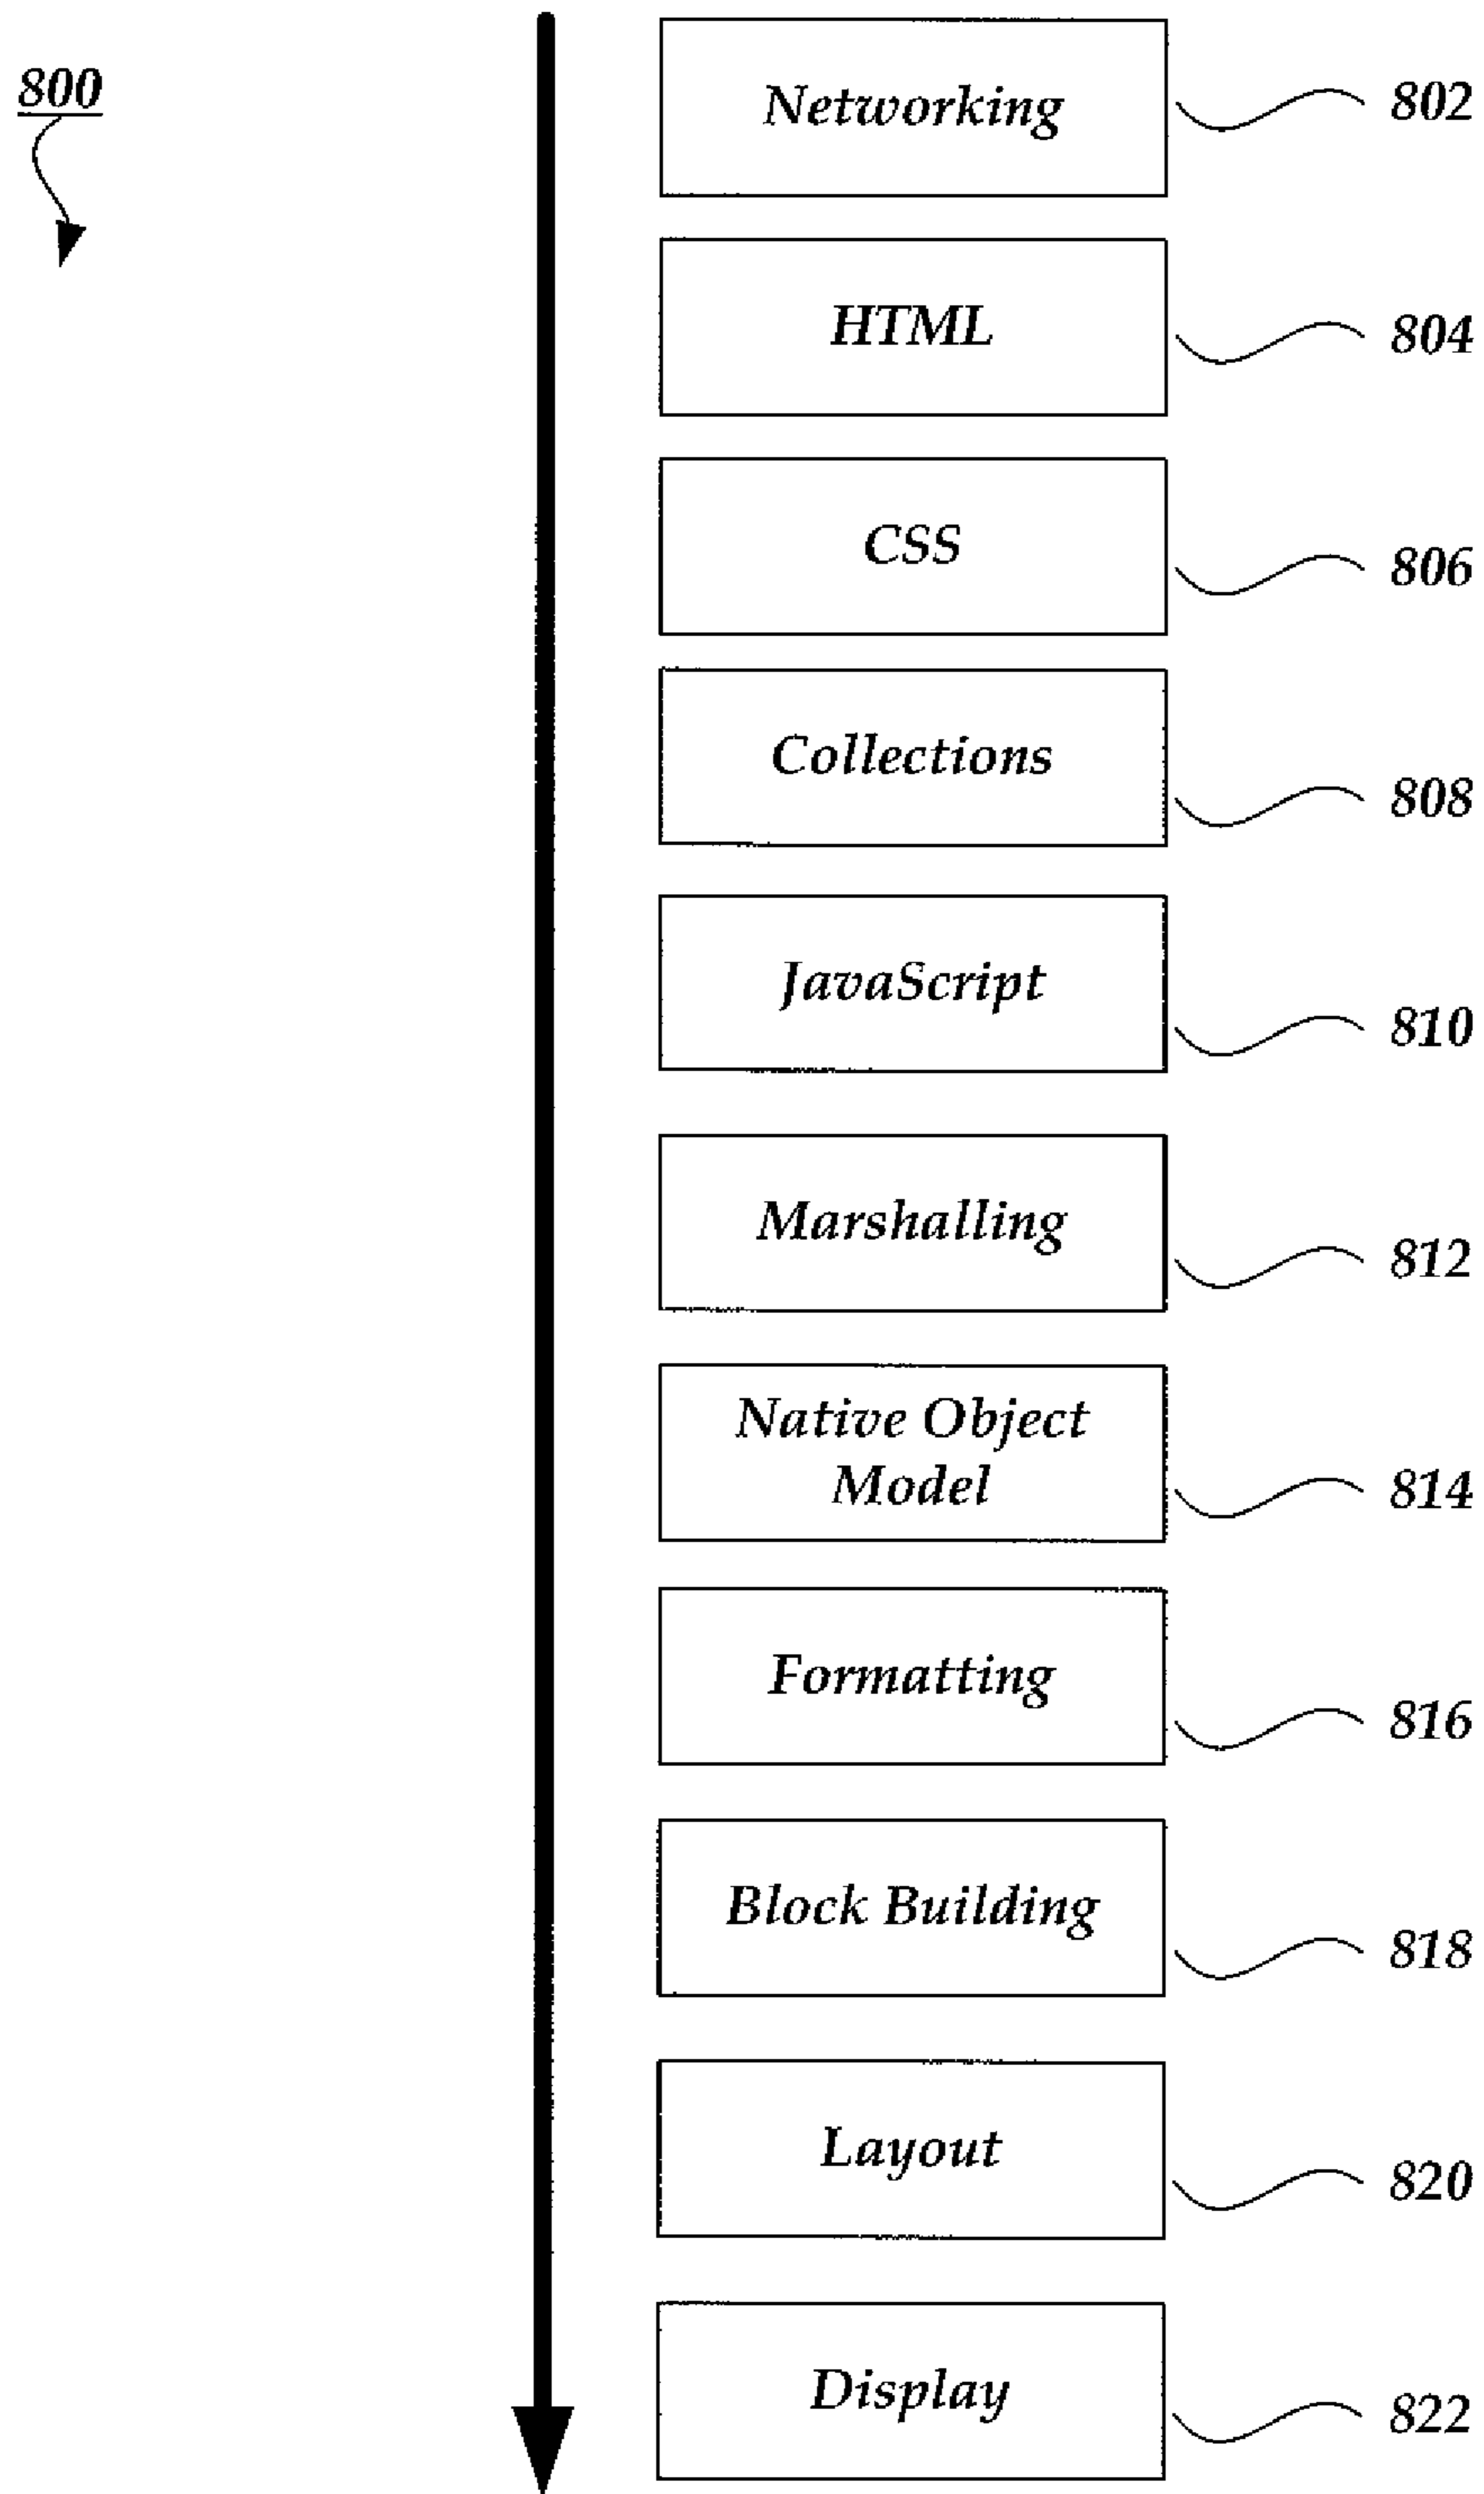 800
Networking
802
HTML
804
CSS
806
Collections
808
JavaScript
810
Marshalling
812
Native Object
Model
814
Formatting
816
Block Building
818
Layout
820
Display
822